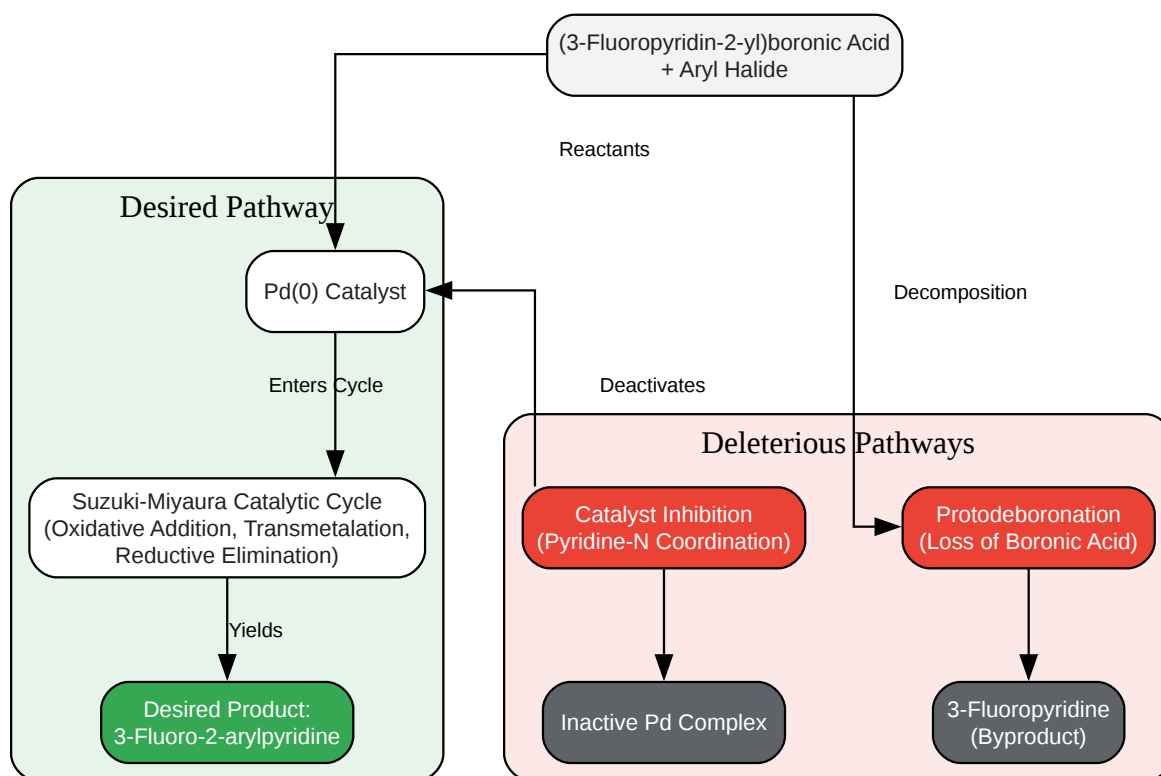 (3-Fluoropyridin-2-yl)boronic Acid
+ Aryl Halide
Reactants
Desired Pathway
Pd(0) Catalyst
Decomposition
Enters Cycle
Deactivates
Deleterious Pathways
Suzuki-Miyaura Catalytic Cycle
(Oxidative Addition, Transmetalation,
Reductive Elimination)
Catalyst Inhibition
(Pyridine-N Coordination)
Protodeboronation
(Loss of Boronic Acid)
Yields
Desired Product:
3-Fluoro-2-arylpyridine
Inactive Pd Complex
3-Fluoropyridine
(Byproduct)